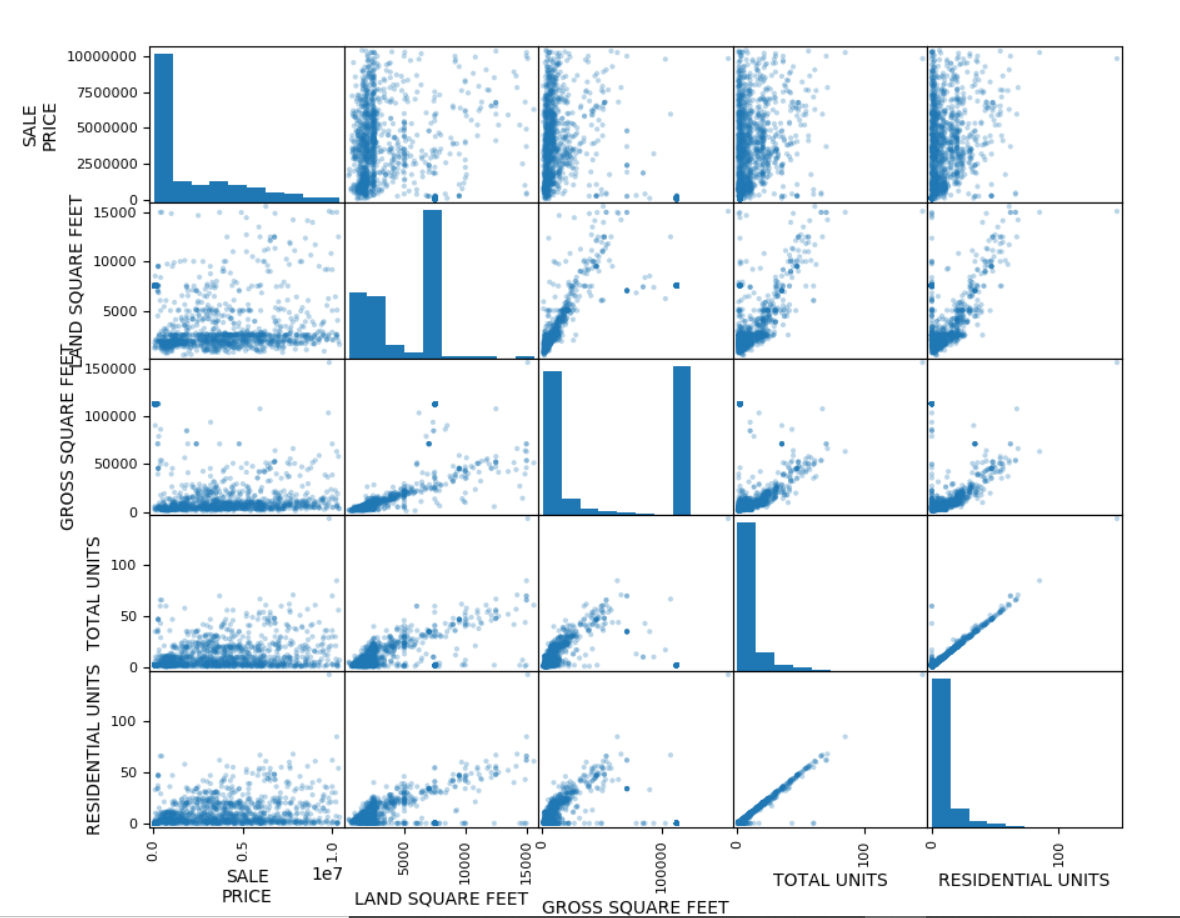 10000000
7500000
5000000
2500000
0
SALE
PRICE
15000
10000
5000
LAND SQUARE FEET
150000
100000
50000
0
GROSS SQUARE FEET
100
50
0
TOTAL UNITS
100
50
0
RESIDENTIAL UNITS
0.0 0.5 1.0 5000 10000 15000 0 100000 0 100 0 100
1e7
SALE
PRICE
LAND SQUARE FEET
GROSS SQUARE FEET
TOTAL UNITS
RESIDENTIAL UNITS